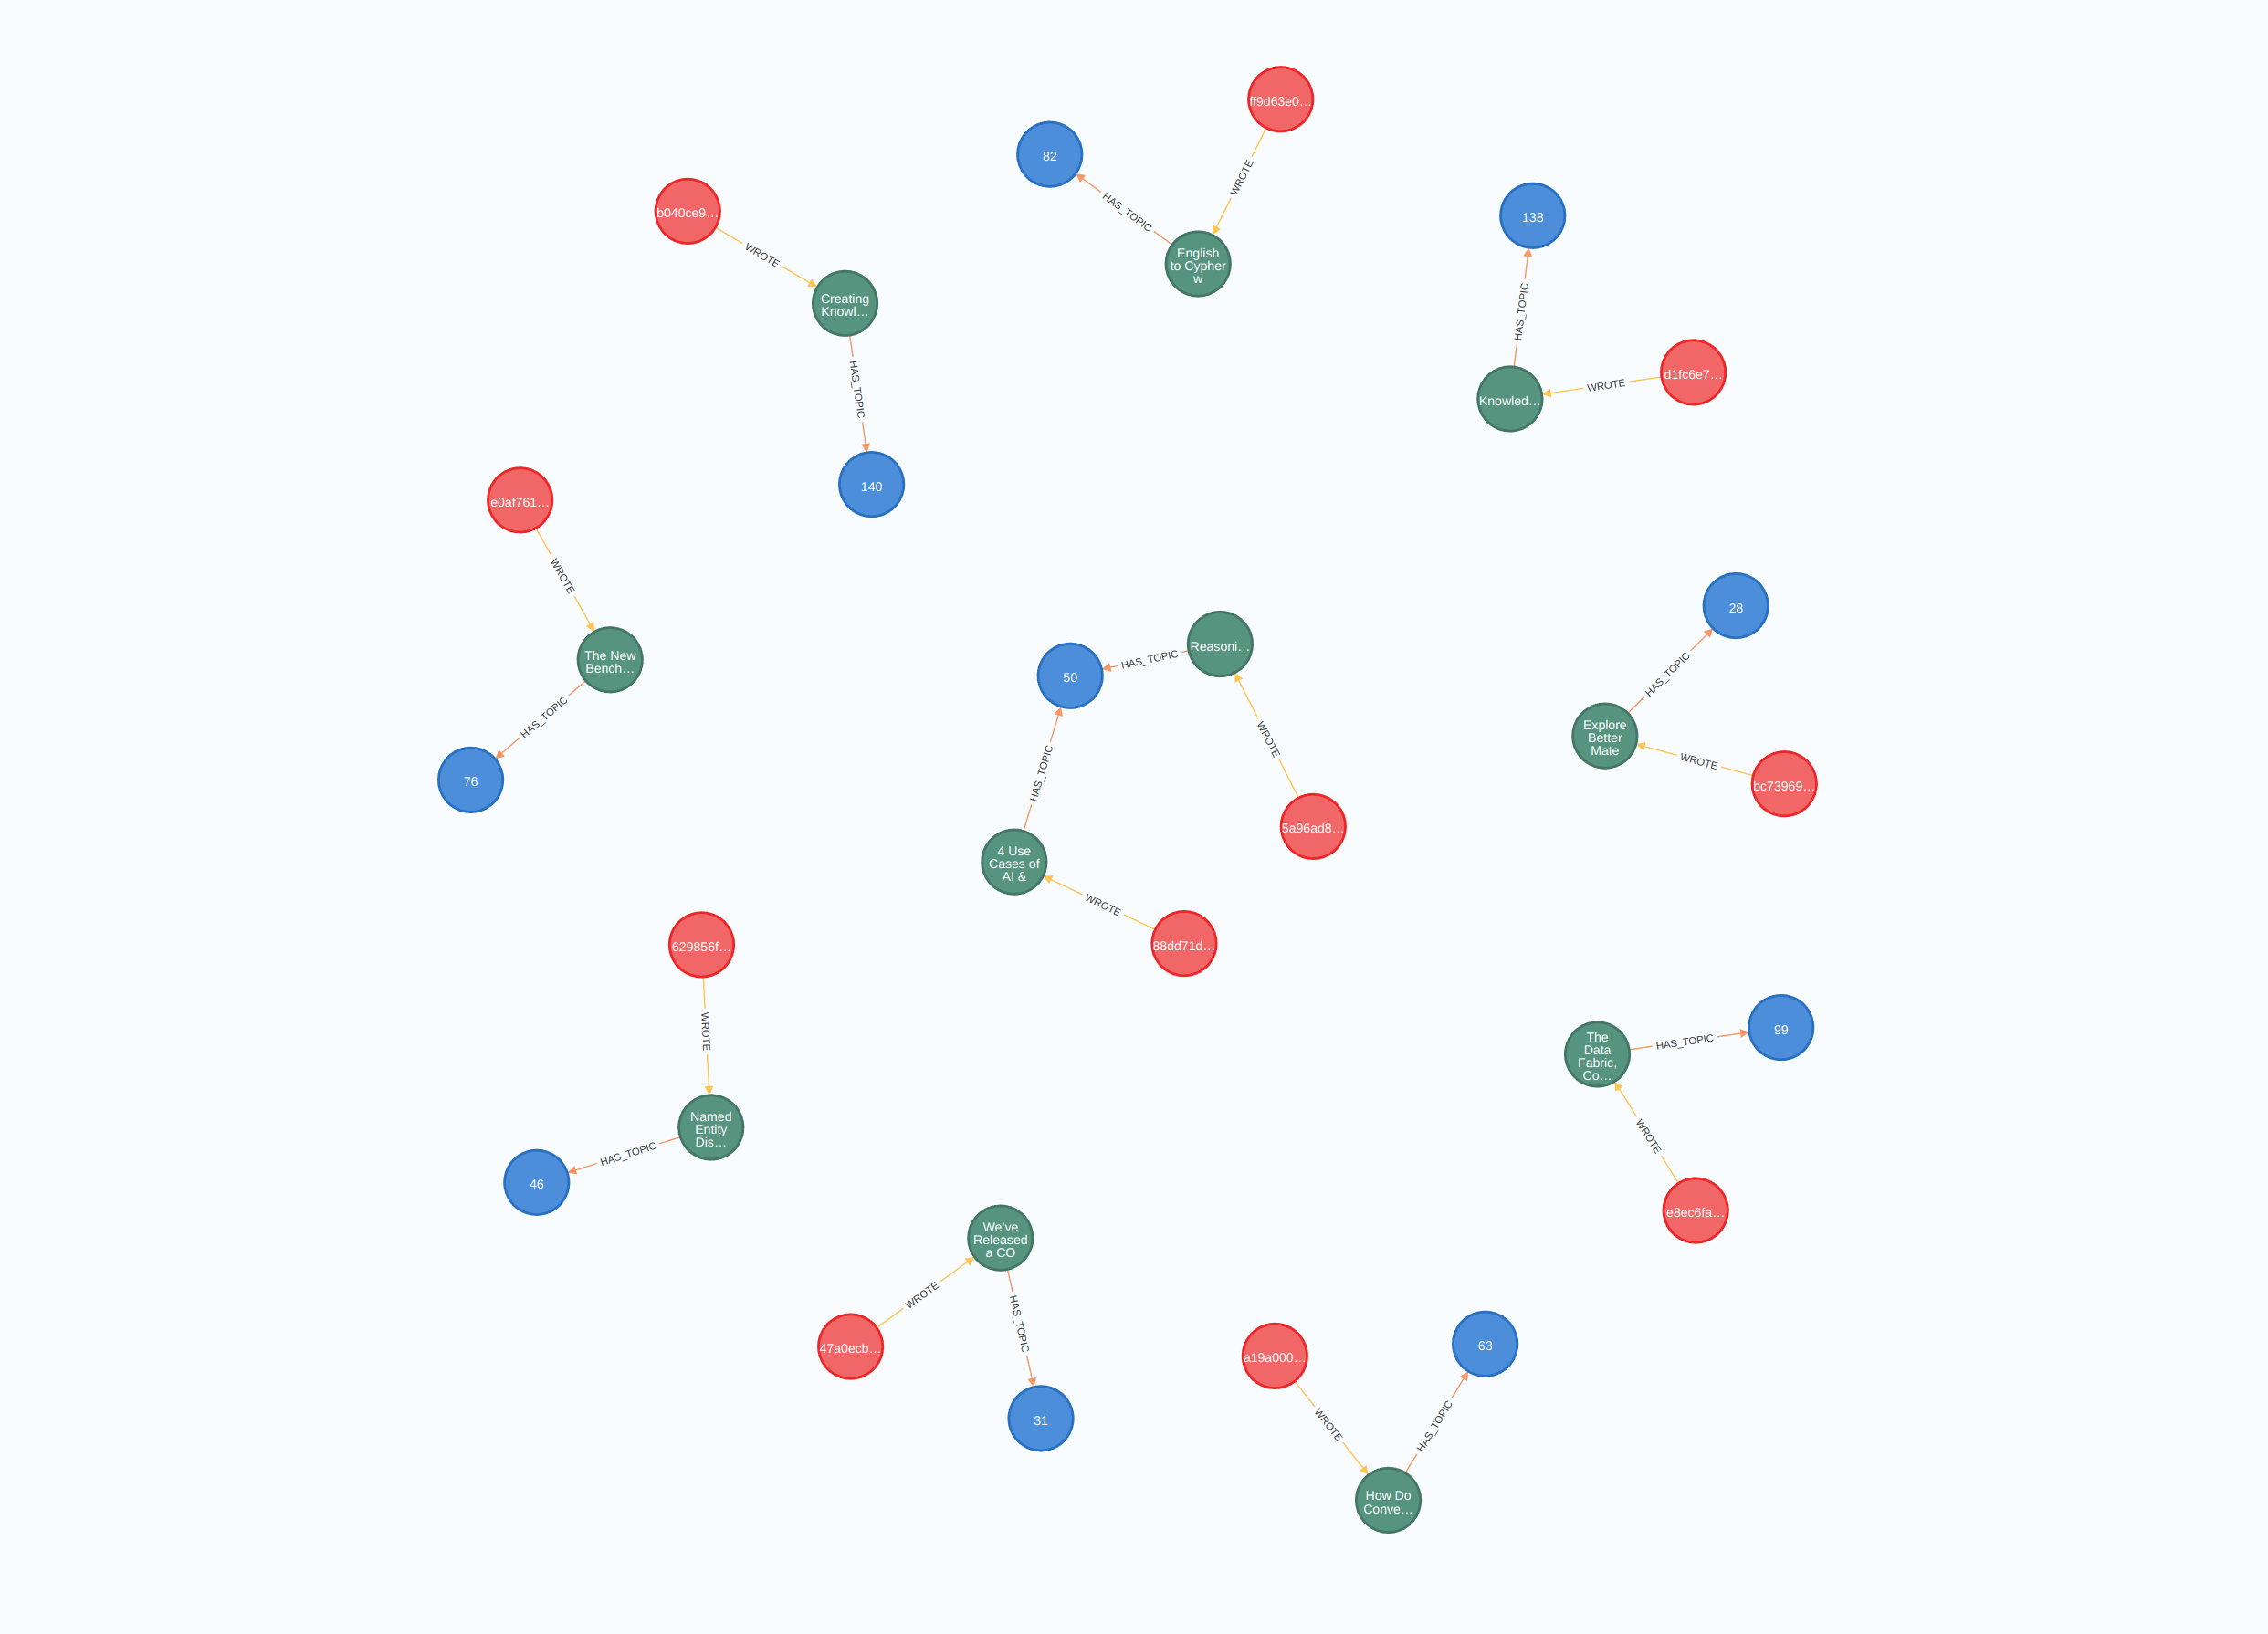 ff9d63e0…
82
WROTE
HAS_TOPIC
English
to Cypher
w
b040ce9…
WROTE
Creating
Knowl…
HAS_TOPIC
140
138
HAS_TOPIC
d1fc6e7…
WROTE
Knowled…
e0af761…
WROTE
The New
Bench…
HAS_TOPIC
76
50
HAS_TOPIC
Reasoni…
WROTE
5a96ad8…
HAS_TOPIC
4 Use
Cases of
AI &
WROTE
88dd71d…
28
HAS_TOPIC
Explore
Better
Mate
WROTE
bc73969…
629856f…
WROTE
Named
Entity
Dis…
HAS_TOPIC
46
The
Data
Fabric,
Co…
HAS_TOPIC
99
WROTE
e8ec6fa…
We've
Released
a CO
WROTE
47a0ecb…
HAS_TOPIC
31
a19a000…
63
WROTE
HAS_TOPIC
How Do
Conve…